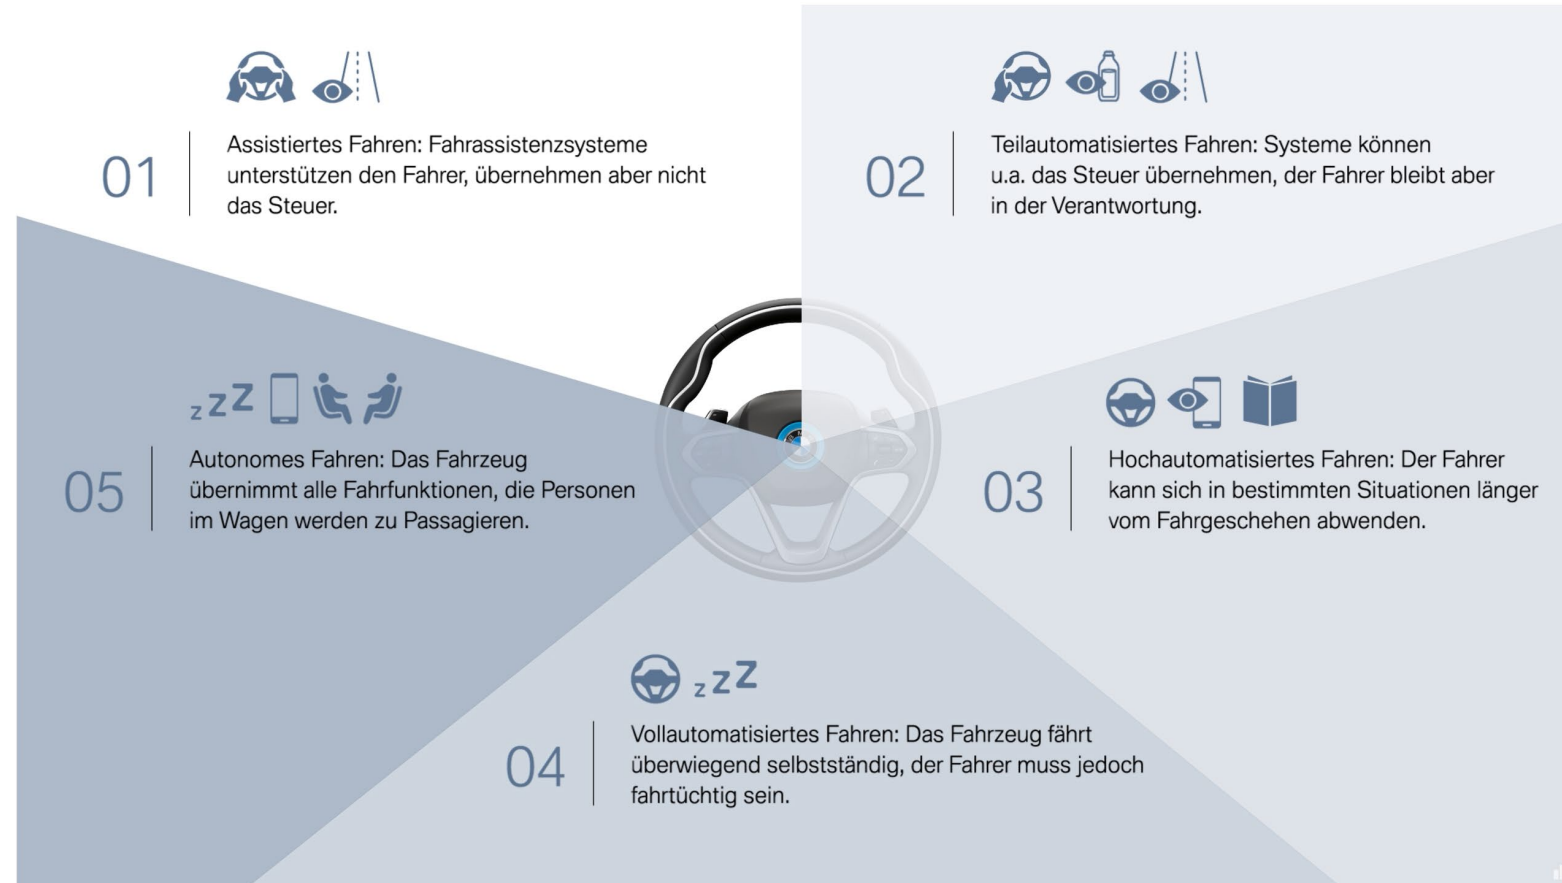 01
Assistiertes Fahren: Fahrassistenzsysteme
unterstützen den Fahrer, übernehmen aber nicht
das Steuer.
02
Teilautomatisiertes Fahren: Systeme können
u.a. das Steuer übernehmen, der Fahrer bleibt aber
in der Verantwortung.
03
Hochautomatisiertes Fahren: Der Fahrer
kann sich in bestimmten Situationen länger
vom Fahrgeschehen abwenden.
04
z z Z
Vollautomatisiertes Fahren: Das Fahrzeug fährt
überwiegend selbstständig, der Fahrer muss jedoch
fahrtüchtig sein.
05
z z Z
Autonomes Fahren: Das Fahrzeug
übernimmt alle Fahrfunktionen, die Personen
im Wagen werden zu Passagieren.